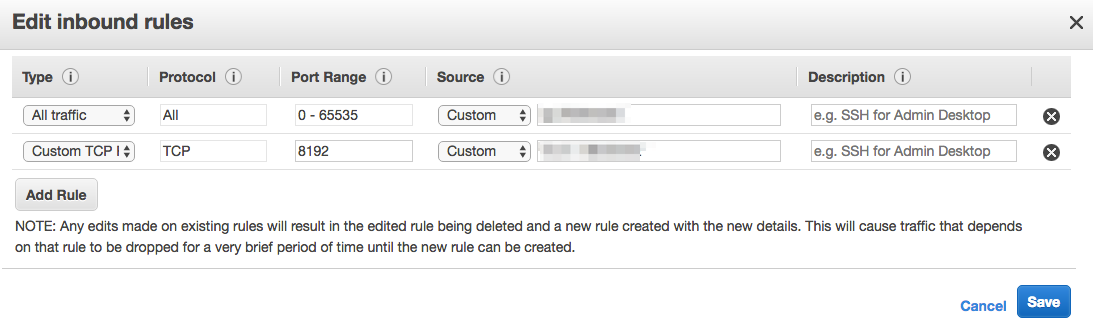 Edit inbound rules
Type Protocol Port Range Source Description
All traffic All 0 - 65535 Custom e.g. SSH for Admin Desktop
Custom TCP I TCP 8192 Custom e.g. SSH for Admin Desktop
Add Rule
NOTE: Any edits made on existing rules will result in the edited rule being deleted and a new rule created with the new details. This will cause traffic that depends
on that rule to be dropped for a very brief period of time until the new rule can be created.
Cancel Save